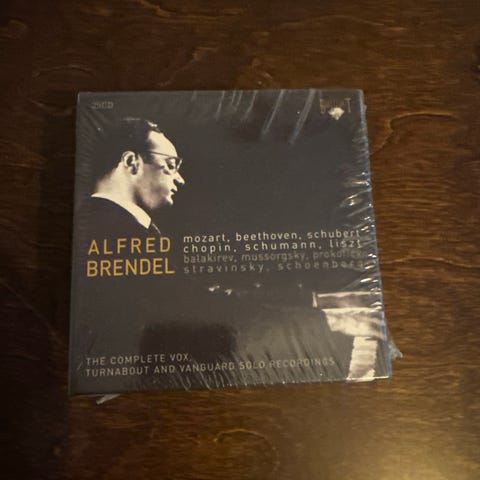 25CD
ALFRED
BRENDEL
mozart, beethoven, schubert
chopin, schumann, liszt
balakirev, mussorgsky, prokofiev
stravinsky, schoenberg
THE COMPLETE VOX,
TURNABOUT AND VANGUARD SOLO RECORDINGS